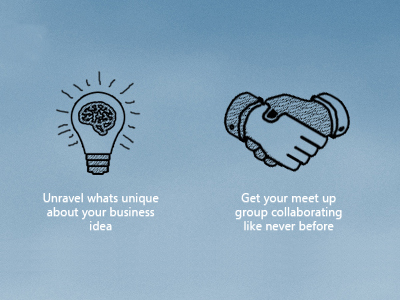 Unravel whats unique
about your business
idea
Get your meet up
group collaborating
like never before